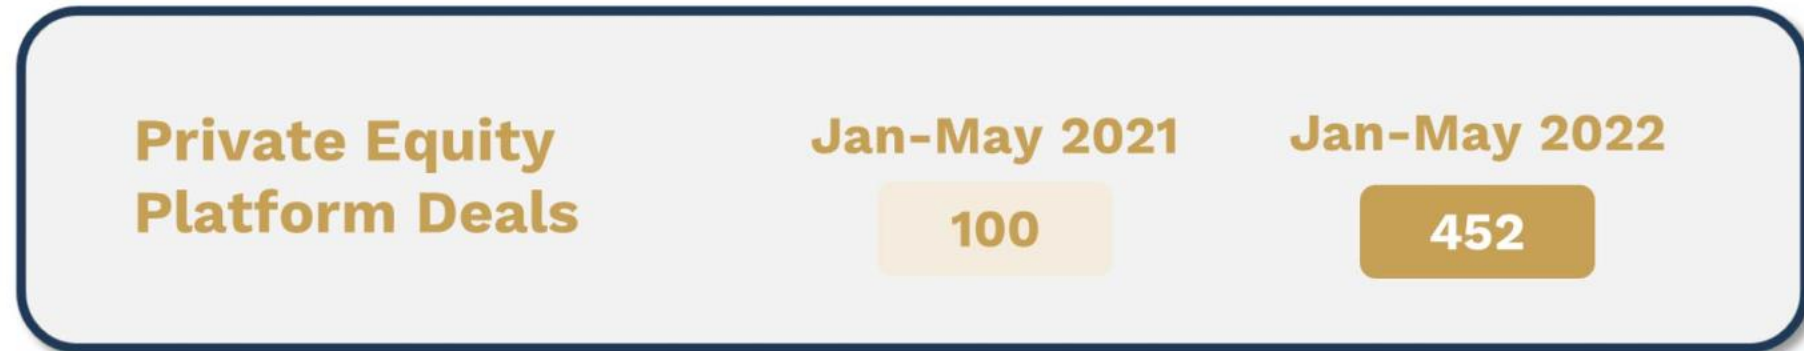 Private Equity
Platform Deals
Jan-May 2021
100
Jan-May 2022
452